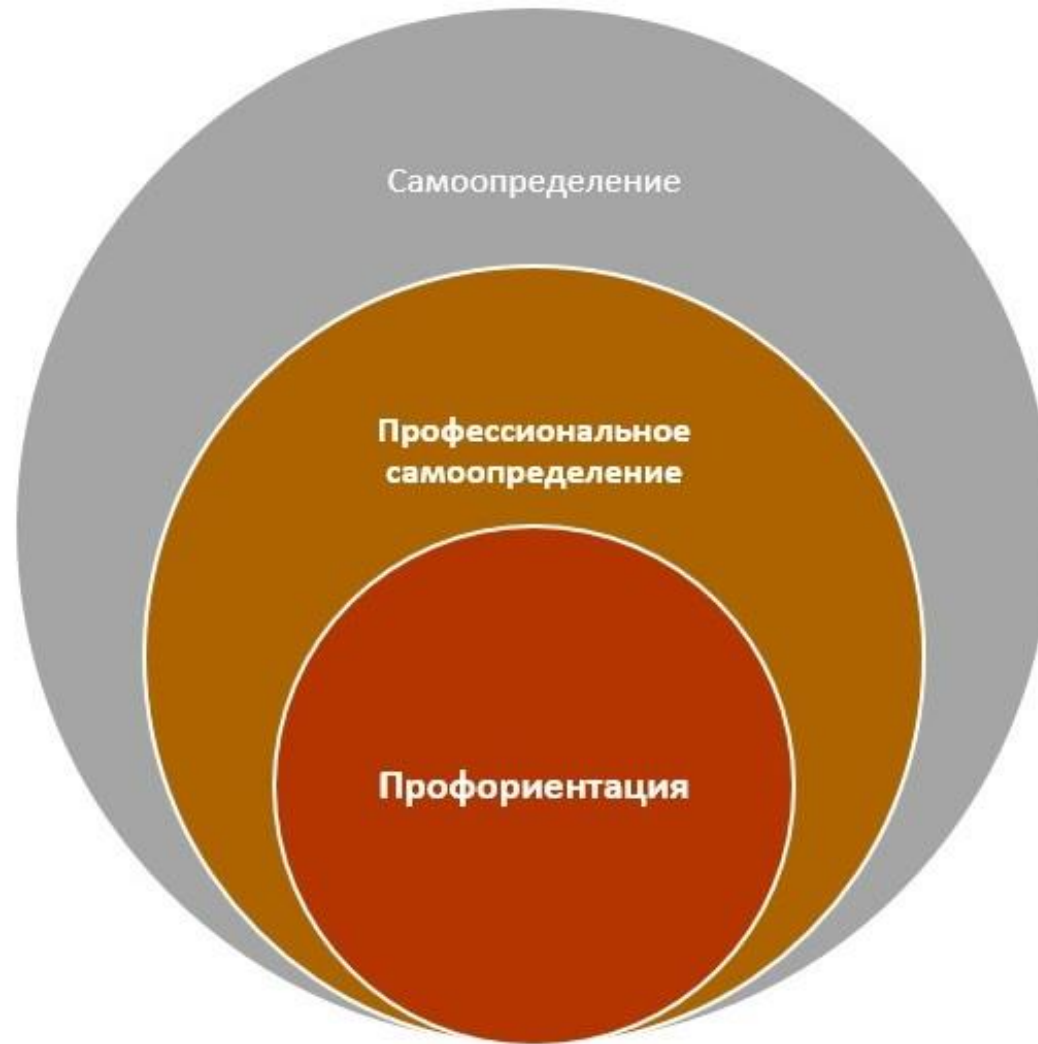 Самоопределение
Профессиональное
самоопределение
Профориентация